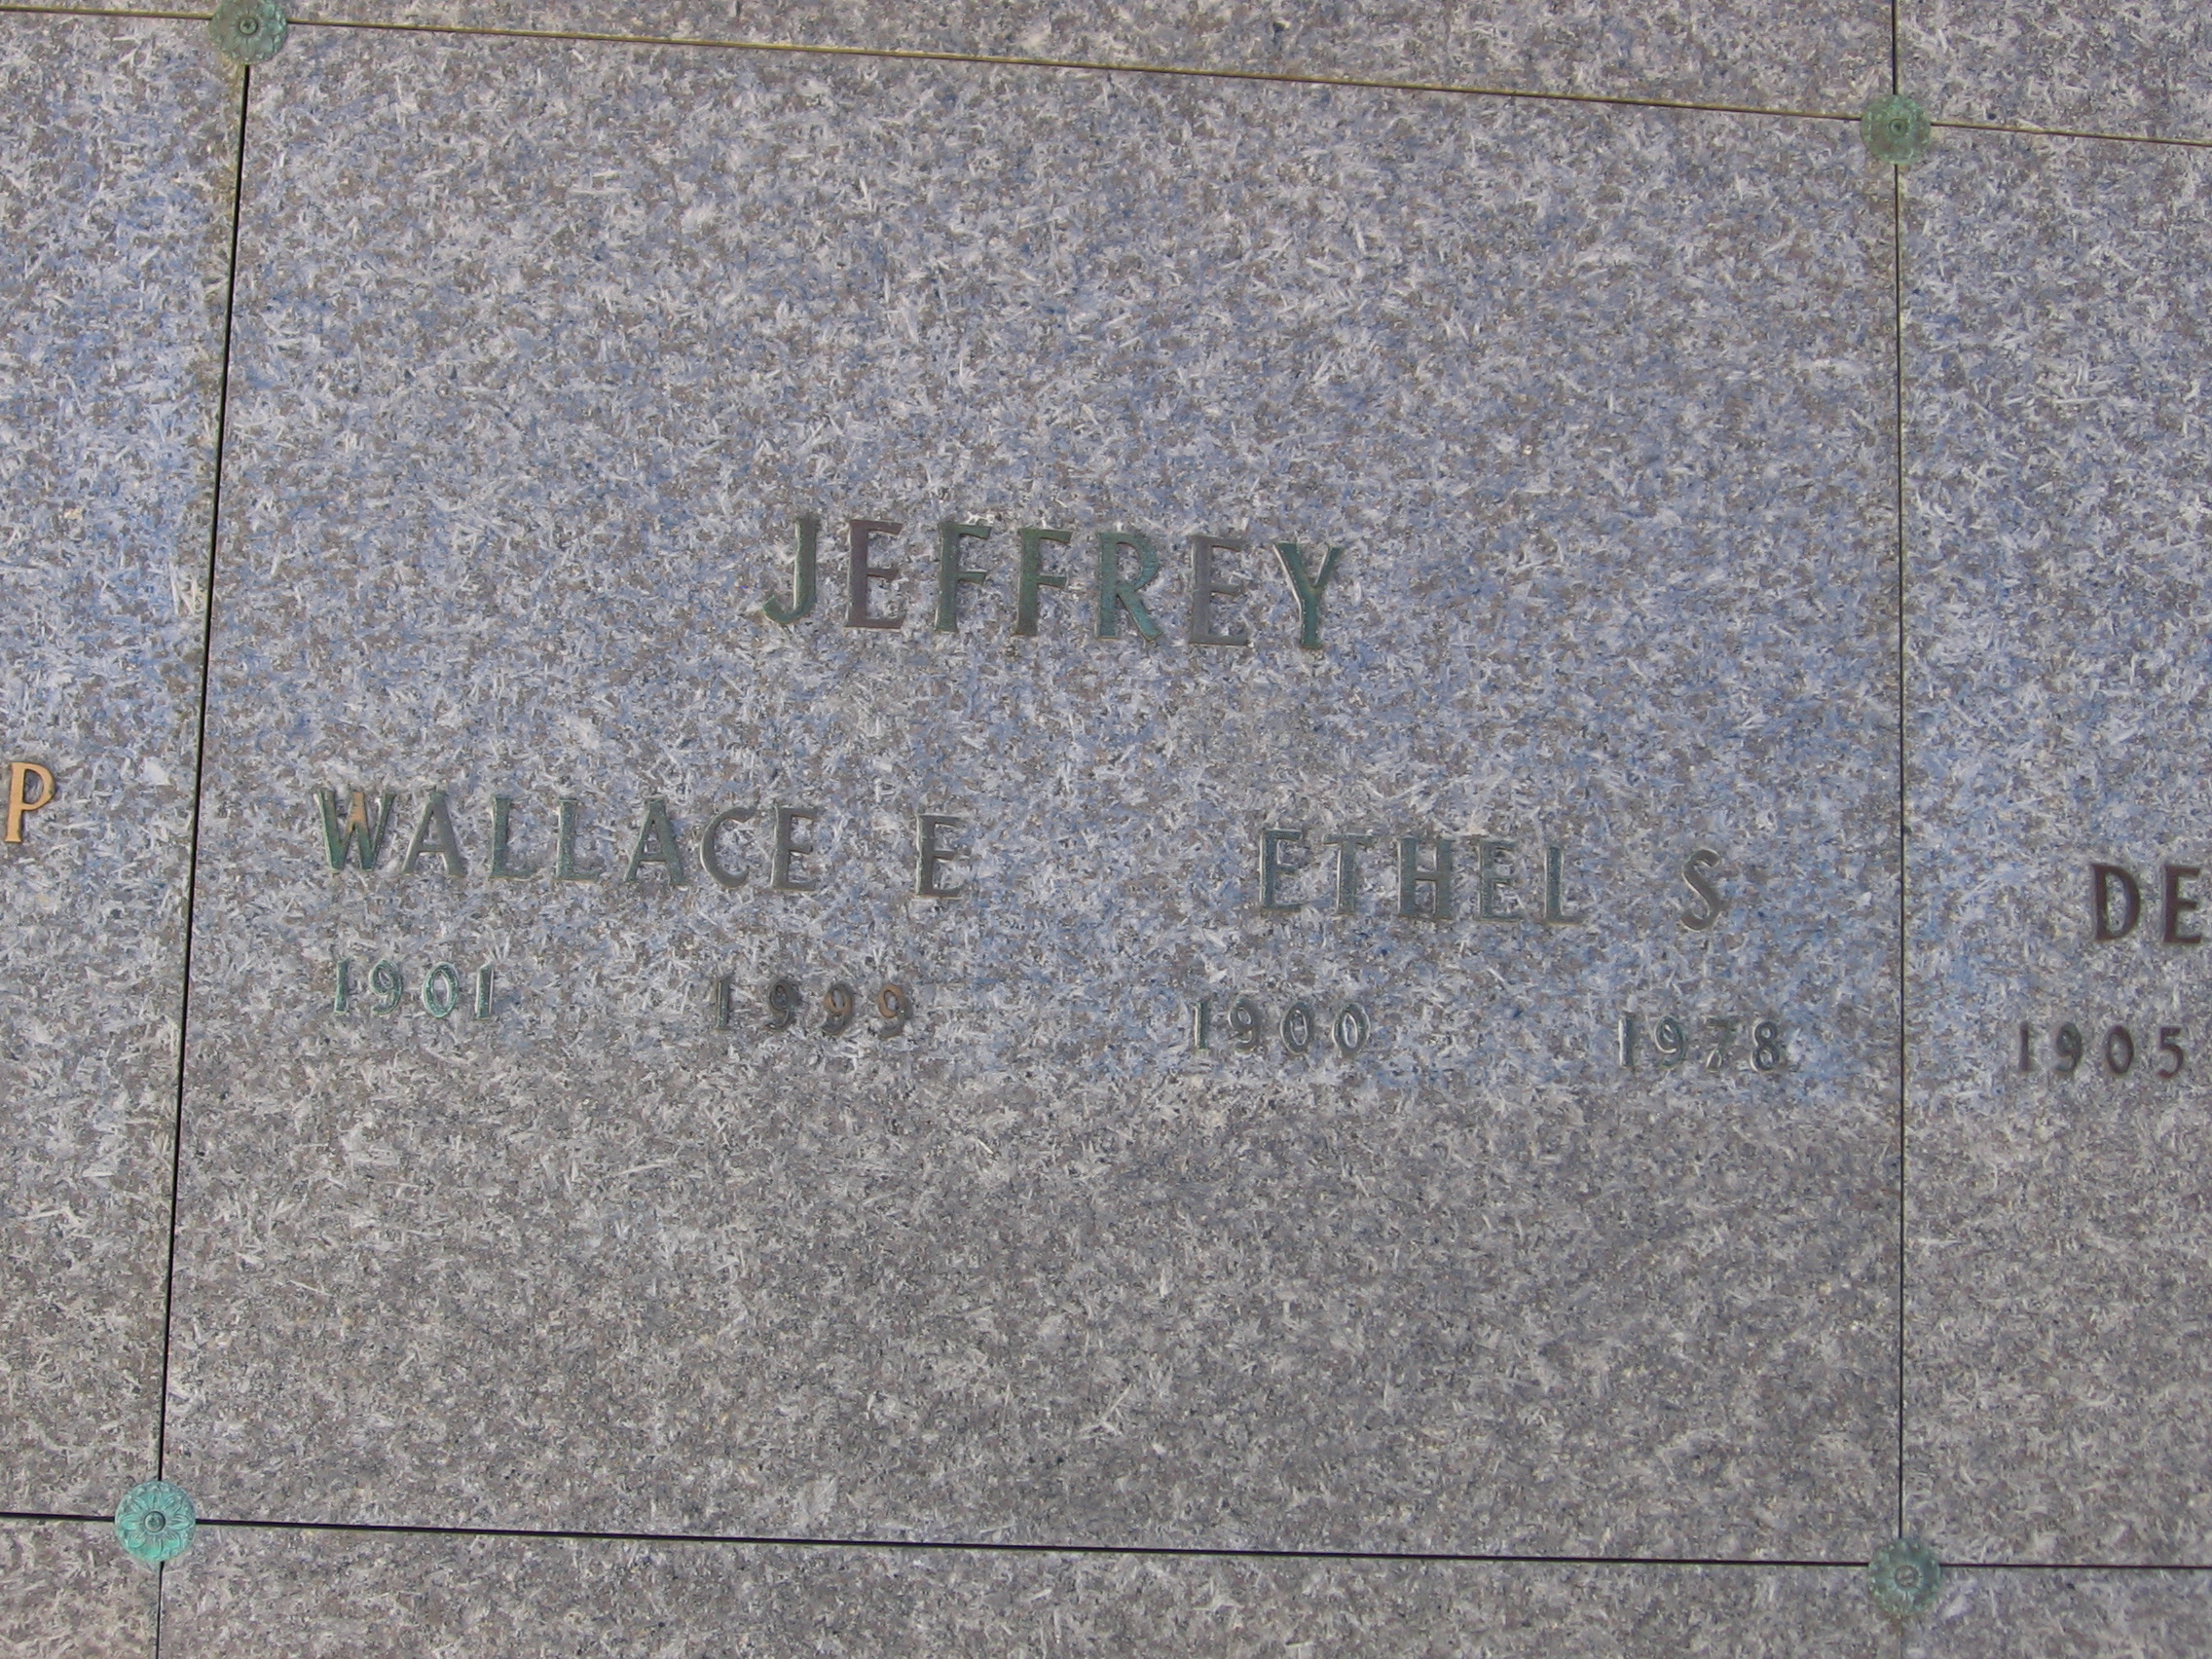 JEFFREY
P
WALLACE E ETHEL S
DE
1901 1999 1900 1978
1905